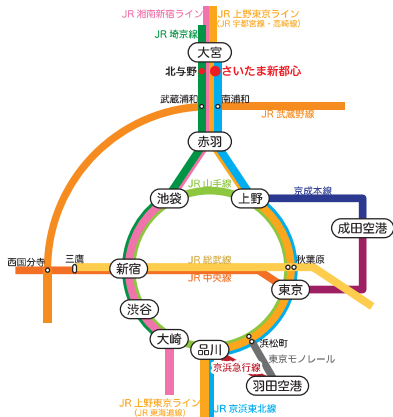 JR 湘南新宿ライン
JR 上野東京ライン
(JR 宇都宮線・高崎線)
JR 埼京線
大宮
北与野
さいたま新都心
武蔵浦和
南浦和
JR 武蔵野線
赤羽
JR 山手線
池袋
上野
京成本線
成田空港
西国分寺
三鷹
新宿
JR 総武線
JR 中央線
秋葉原
東京
渋谷
大崎
品川
浜松町
東京モノレール
京浜急行線
羽田空港
JR 上野東京ライン
(JR 東海道線)
JR 京浜東北線